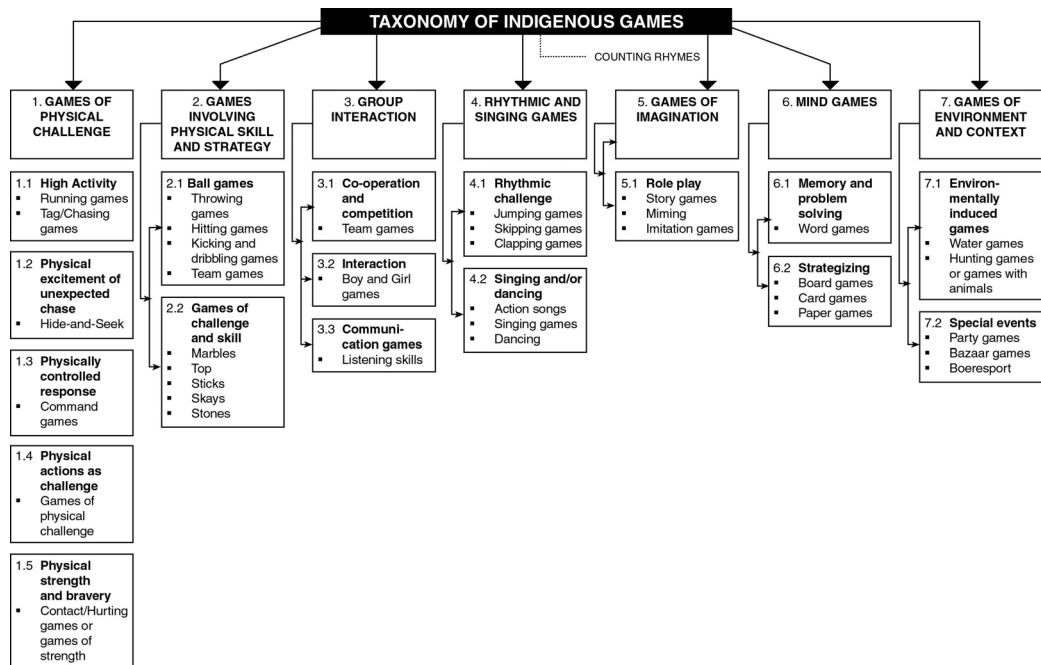 TAXONOMY OF INDIGENOUS GAMES
COUNTING RHYMES
1. GAMES OF
PHYSICAL
CHALLENGE
1.1 High Activity
▪ Running games
▪ Tag/Chasing
games
1.2 Physical
excitement of
unexpected
chase
▪ Hide-and-Seek
1.3 Physically
controlled
response
▪ Command
games
1.4 Physical
actions as
challenge
▪ Games of
physical
challenge
1.5 Physical
strength
and bravery
▪ Contact/Hurting
games or
games of
strength
2. GAMES
INVOLVING
PHYSICAL SKILL
AND STRATEGY
2.1 Ball games
▪ Throwing
games
▪ Hitting games
▪ Kicking and
dribbling games
▪ Team games
2.2 Games of
challenge
and skill
▪ Marbles
▪ Top
▪ Sticks
▪ Skays
▪ Stones
3. GROUP
INTERACTION
3.1 Co-operation
and
competition
▪ Team games
3.2 Interaction
▪ Boy and Girl
games
3.3 Communi-
cation games
▪ Listening skills
4. RHYTHMIC AND
SINGING GAMES
4.1 Rhythmic
challenge
▪ Jumping games
▪ Skipping games
▪ Clapping games
4.2 Singing and/or
dancing
▪ Action songs
▪ Singing games
▪ Dancing
5. GAMES OF
IMAGINATION
5.1 Role play
▪ Story games
▪ Miming
▪ Imitation games
6. MIND GAMES
6.1 Memory and
problem
solving
▪ Word games
6.2 Strategizing
▪ Board games
▪ Card games
▪ Paper games
7. GAMES OF
ENVIRONMENT
AND CONTEXT
7.1 Environ-
mentally
induced
games
▪ Water games
▪ Hunting games
or games with
animals
7.2 Special events
▪ Party games
▪ Bazaar games
▪ Boeresport